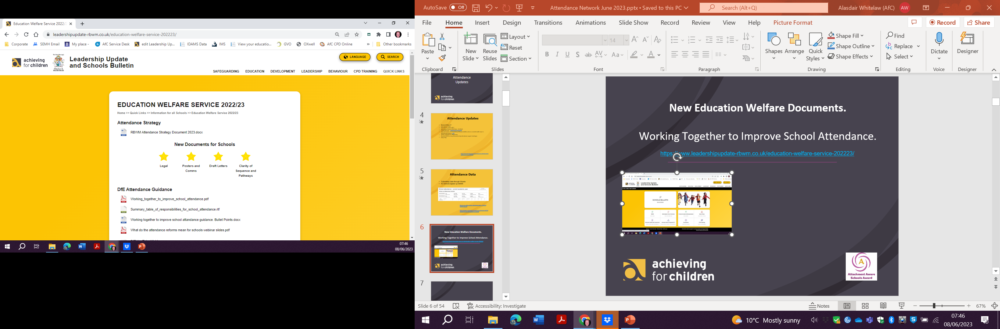 Education Welfare Service 2022/
leadershipupdate-rbwm.co.uk/education-welfare-service-202223/
Corporate
SEMH Email
My place -
AfC Service Desk
edit Leadership Up...
IDAMS Data
IMS
View your educatio...
GVO
OXwell
AfC CPD Online
»
Other bookmarks
achieving
for children
Leadership Update
and Schools Bulletin
LANGUAGE
SEARCH
SAFEGUARDING EDUCATION DEVELOPMENT LEADERSHIP BEHAVIOUR CPD TRAINING QUICK LINKS
EDUCATION WELFARE SERVICE 2022/23
Home >> Quick Links >> Information for all Schools >> Education Welfare Service 2022/23
Attendance Strategy
RBWM Attendance Strategy Document 2023.docx
New Documents for Schools
Legal
Posters and
Comms
Draft Letters
Clarity of
Sequence and
Pathways
DfE Attendance Guidance
Working_together_to_improve_school_attendance.pdf
Summary_table_of_responsibilities_for_school_attendance.rtf
Working together to improve school attandance guidance. Bullet Points.docx
What do the attendance reforms mean for schools webinar slides.pdf
07:46
08/06/2023
AutoSave Off
Attendance Network June 2023.pptx • Saved to this PC
Search (Alt+Q)
Alasdair Whitelaw (AfC)
AW
File Home Insert Design Transitions Animations Slide Show Record Review View Help Picture Format
Record
Share
Paste
Clipboard
New
Slide
Reuse
Slides
Layout
Reset
Section
Slides
14
Font
Paragraph
Shapes
Arrange
Quick
Styles
Shape Fill
Shape Outline
Shape Effects
Drawing
Find
Replace
Select
Editing
Dictate
Voice
Designer
Designer
Attendance
Updates
achieving
for children
4
Attendance Updates
5
Attendance Data
6
New Education Welfare Documents.
Working Together to Improve School Attendance.
achieving
for children
7
New Education Welfare Documents.
Working Together to Improve School Attendance.
https://www.leadershipupdate-rbwm.co.uk/education-welfare-service-202223/
achieving
for children
Leadership Update
and Schools Bulletin
SCHOOLS BULLETIN
achieving
for children
A
Attachment Aware
Schools Award
Slide 6 of 54
Accessibility: Investigate
Notes
67%
10°C Mostly sunny
07:46
08/06/2023